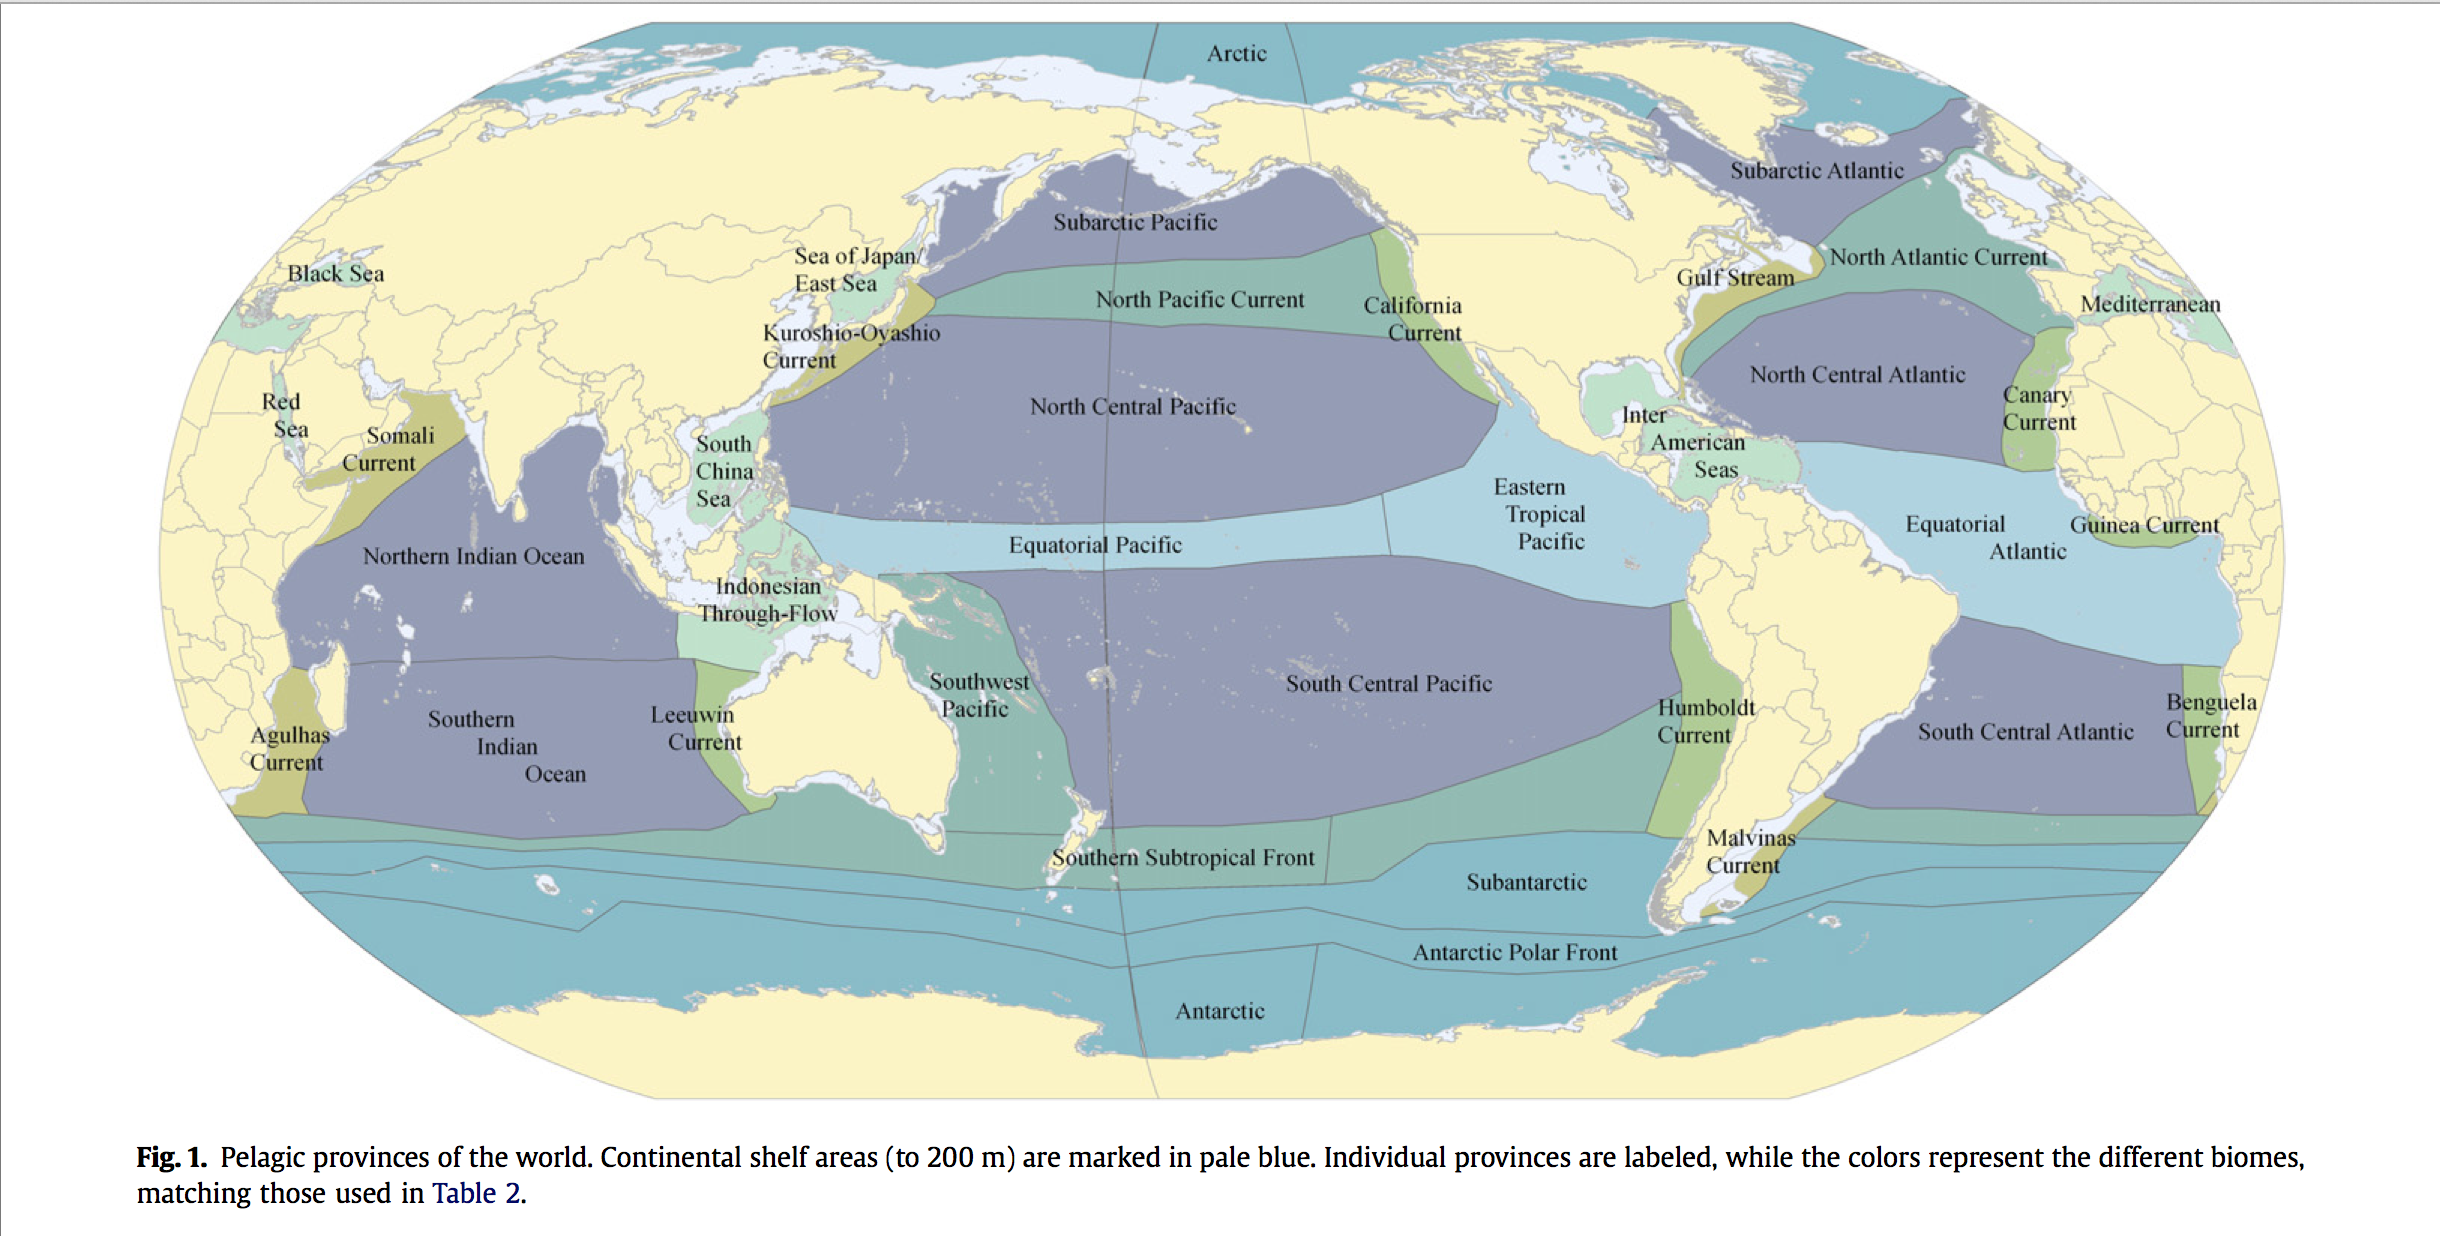 Arctic
Subarctic Atlantic
Subarctic Pacific
Sea of Japan/
East Sea
North Atlantic Current
Black Sea
Gulf Stream
North Pacific Current
California
Current
Mediterranean
Kuroshio-Oyashio
Current
North Central Atlantic
Canary
Current
Red
Sea
North Central Pacific
Inter
American
Seas
Somali
Current
South
China
Sea
Eastern
Tropical
Pacific
Equatorial
Atlantic
Guinea Current
Equatorial Pacific
Northern Indian Ocean
Indonesian
Through-Flow
Southwest
Pacific
South Central Pacific
Humboldt
Current
Benguela
Current
South Central Atlantic
Leeuwin
Current
Southern
Indian
Ocean
Agulhas
Current
Malvinas
Current
Southern Subtropical Front
Subantarctic
Antarctic Polar Front
Antarctic
Fig. 1. Pelagic provinces of the world. Continental shelf areas (to 200 m) are marked in pale blue. Individual provinces are labeled, while the colors represent the different biomes,
matching those used in Table 2.